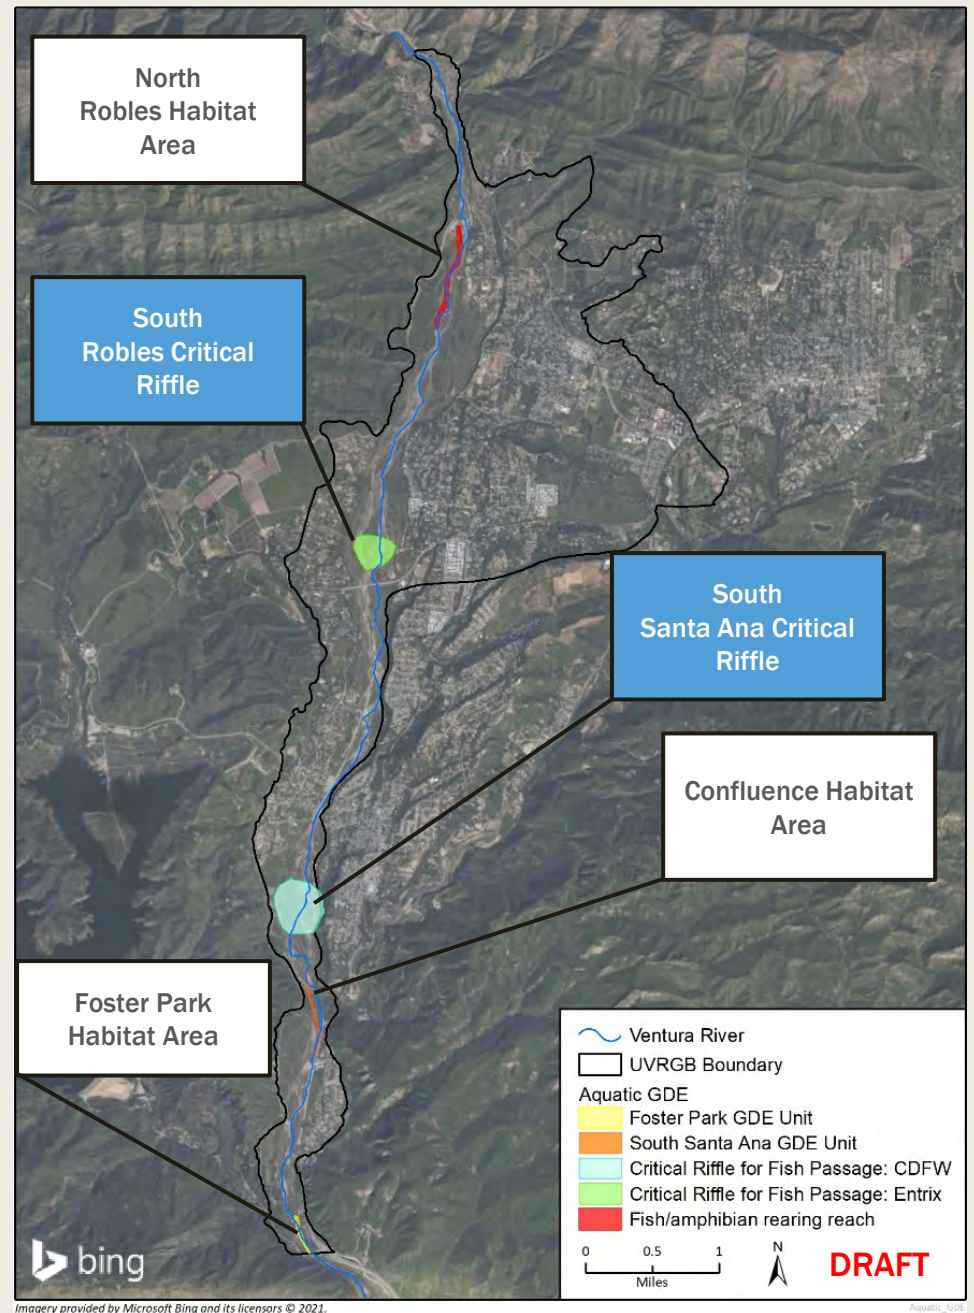 North
Robles Habitat
Area
South
Robles Critical
Riffle
South
Santa Ana Critical
Riffle
Confluence Habitat
Area
Foster Park
Habitat Area
Ventura River
UVRGB Boundary
Aquatic GDE
Foster Park GDE Unit
South Santa Ana GDE Unit
Critical Riffle for Fish Passage: CDFW
Critical Riffle for Fish Passage: Entrix
Fish/amphibian rearing reach
0 0.5 1
Miles
N
DRAFT
bing
Imagery provided by Microsoft Bing and its licensors © 2021.
Aquatic_GDE